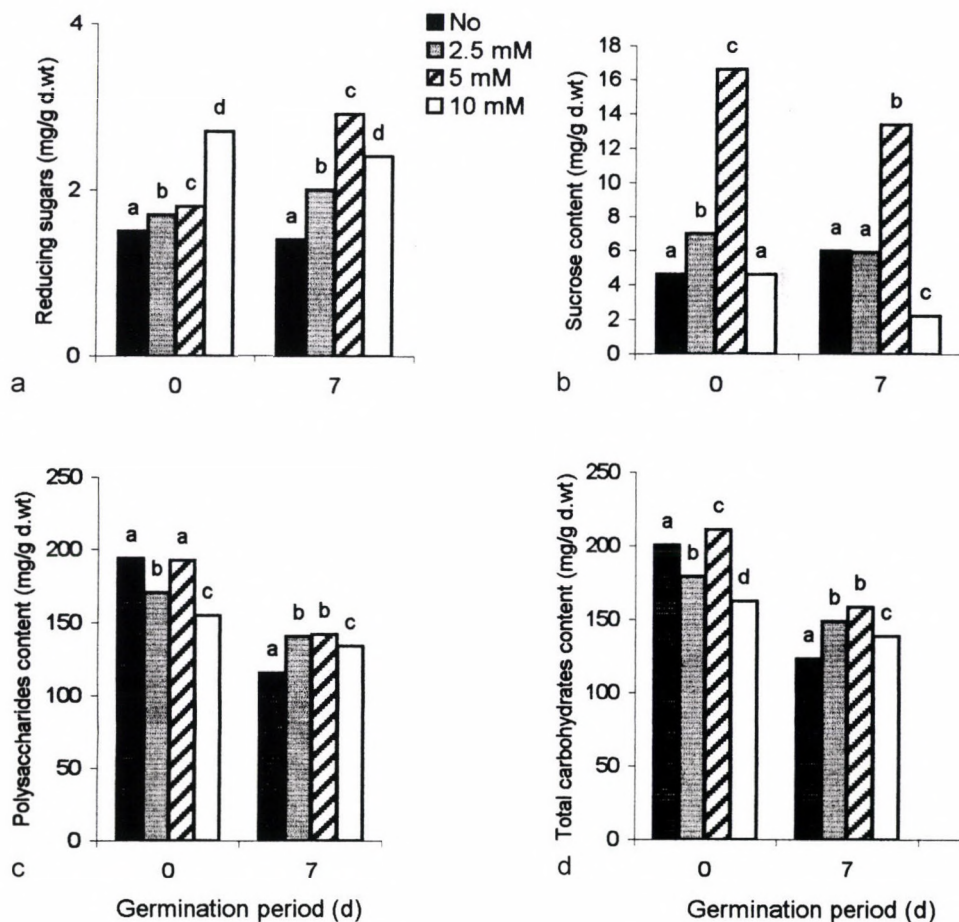 No
2.5 mM
5 mM
10 mM
Reducing sugars (mg/g d.wt)
4
2
0
a b c d
a b c d
0 7
a
Sucrose content (mg/g d.wt)
18
16
14
12
10
8
6
4
2
0
a b c a
a a b c
0 7
b
Polysaccharides content (mg/g d.wt)
250
200
150
100
50
0
a b a c
a b b c
0 7
c
Germination period (d)
Total carbohydrates content (mg/g d.wt)
250
200
150
100
50
0
a b c d
a b b c
0 7
d
Germination period (d)